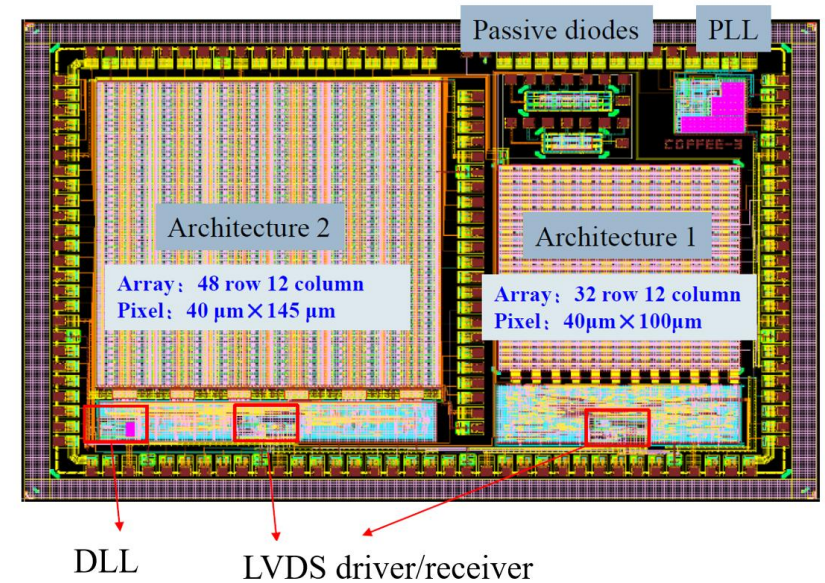 Passive diodes
PLL
COFFEE-3
Architecture 2
Array：48 row 12 column
Pixel：40 μm×145 μm
Architecture 1
Array：32 row 12 column
Pixel：40μm×100μm
DLL
LVDS driver/receiver